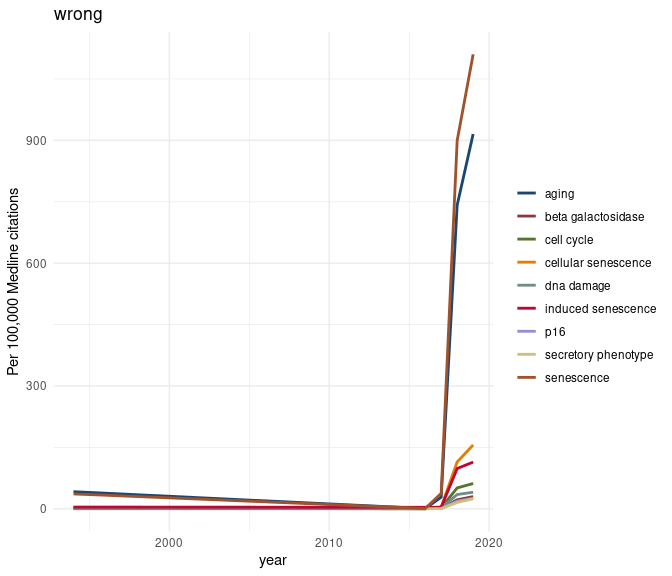 wrong
Per 100,000 Medline citations
900
600
300
0
2000
2010
2020
year
aging
beta galactosidase
cell cycle
cellular senescence
dna damage
induced senescence
p16
secretory phenotype
senescence